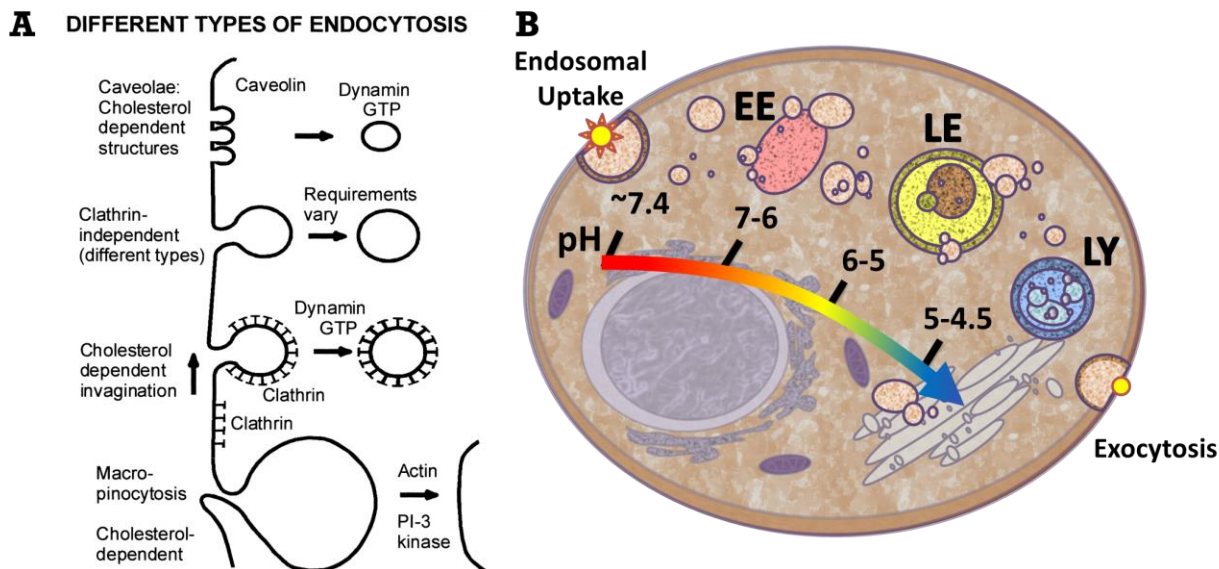 A DIFFERENT TYPES OF ENDOCYTOSIS
Caveolae:
Cholesterol
dependent
structures
Caveolin
Dynamin
GTP
Clathrin-
independent
(different types)
Requirements
vary
Cholesterol
dependent
invagination
Dynamin
GTP
Clathrin
Clathrin
Macro-
pinocytosis
Cholesterol-
dependent
Actin
PI-3
kinase
B
Endosomal
Uptake
EE
LE
LY
pH
~7.4
7-6
6-5
5-4.5
Exocytosis